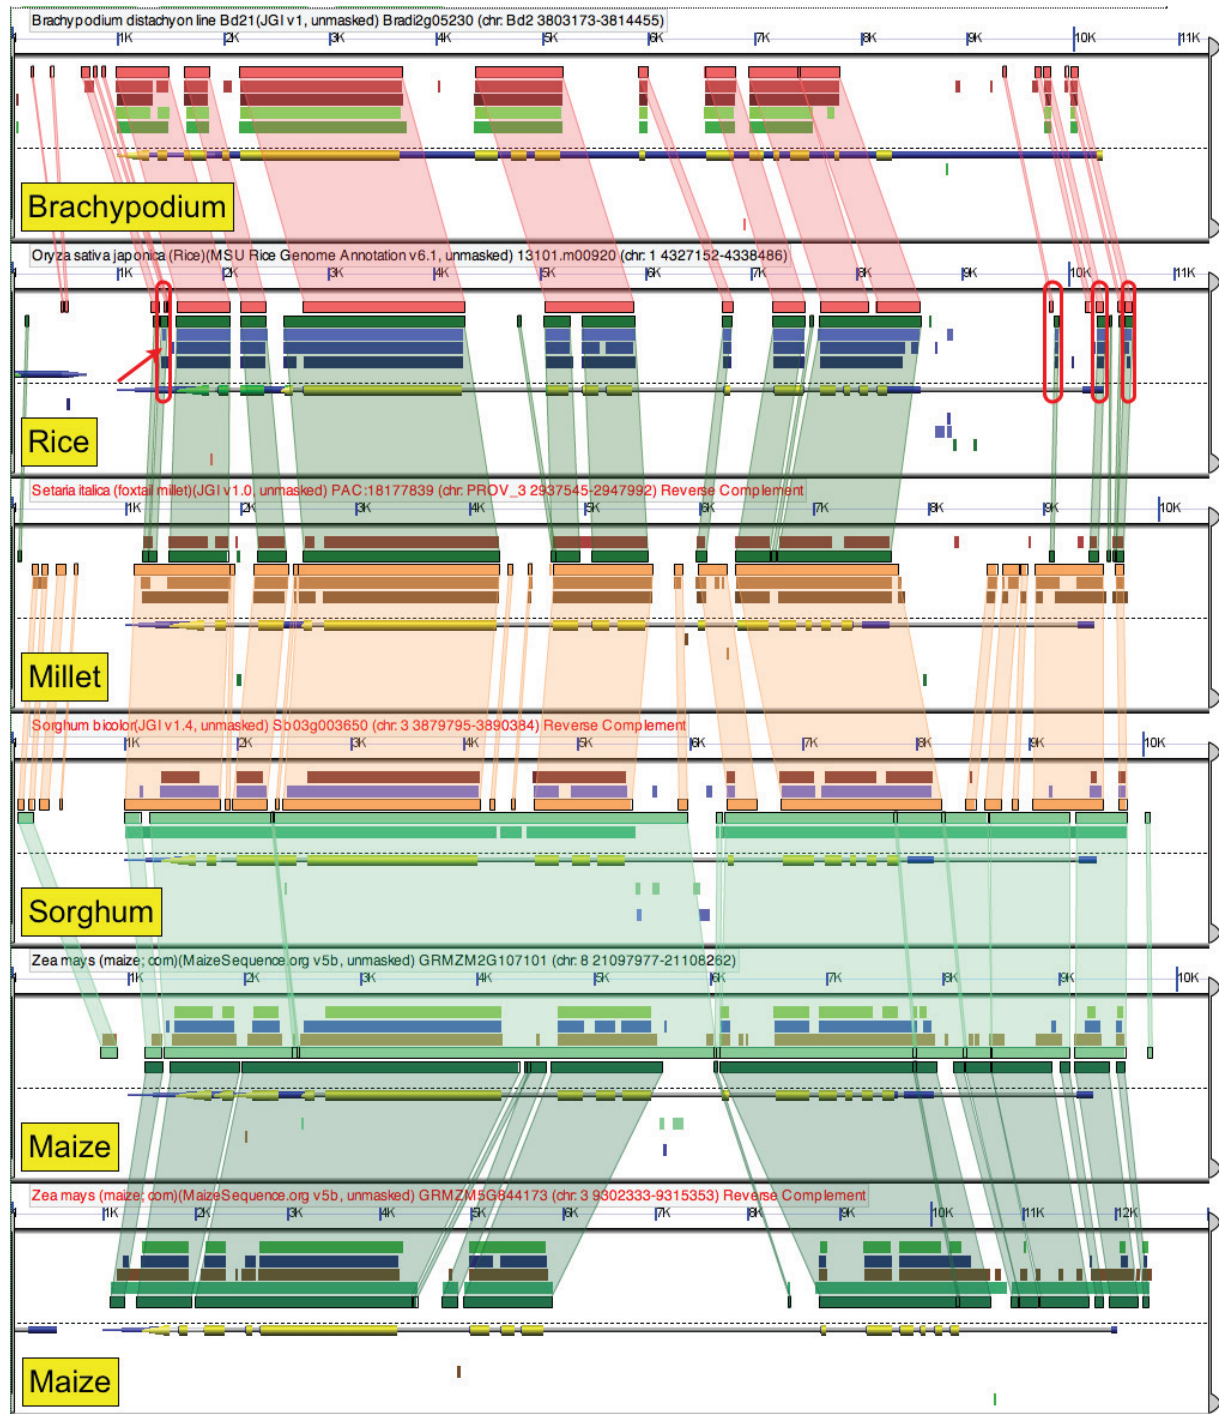 Brachypodium distachyon line Bd21(JGI v1, unmasked) Bradi2g05230 (chr: Bd2 3803173-3814455)
1K 2K 3K 4K 5K 6K 7K 8K 9K 10K 11K
Brachypodium
Oryza sativa japonica (Rice)(MSU Rice Genome Annotation v6.1, unmasked) 13101.m00920 (chr: 1 4327152-4338486)
1K 2K 3K 4K 5K 6K 7K 8K 9K 10K 11K
Rice
Setaria italica (foxtail millet)(JGI v1.0, unmasked) PAC:18177839 (chr: PROV_3 2937545-2947992) Reverse Complement
1K 2K 3K 4K 5K 6K 7K 8K 9K 10K
Millet
Sorghum bicolor(JGI v1.4, unmasked) Sb03g003650 (chr: 3 3879795-3890384) Reverse Complement
1K 2K 3K 4K 5K 6K 7K 8K 9K 10K
Sorghum
Zea mays (maize; corn)(MaizeSequence.org v5b, unmasked) GRMZM2G107101 (chr: 8 21097977-21108262)
1K 2K 3K 4K 5K 6K 7K 8K 9K 10K
Maize
Zea mays (maize; corn)(MaizeSequence.org v5b, unmasked) GRMZM5G844173 (chr: 3 9302333-9315353) Reverse Complement
1K 2K 3K 4K 5K 6K 7K 8K 9K 10K 11K 12K
Maize